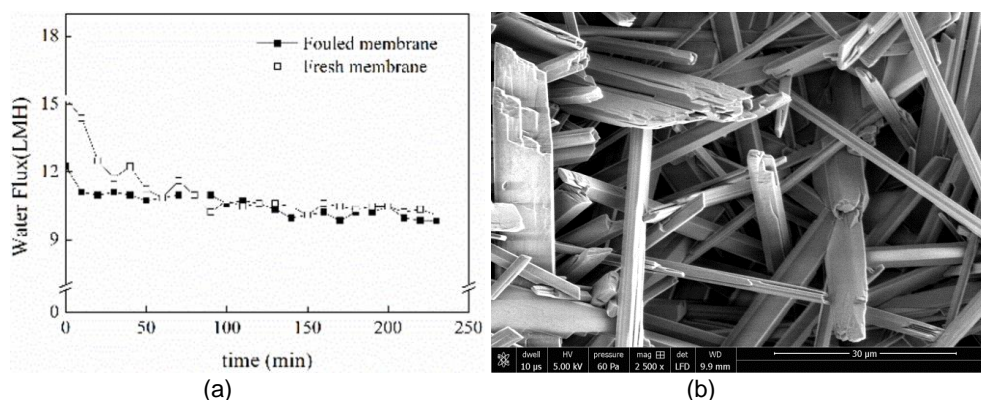 18
15
12
9
0
Water Flux(LMH)
Fouled membrane
Fresh membrane
0 50 100 150 200 250
time (min)
(a)
dwell HV pressure mag det WD
10 µs 5.00 kV 60 Pa 2 500 x LFD 9.9 mm
30 µm
(b)